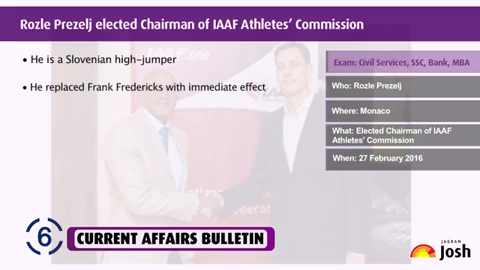 Rozle Prezelj elected Chairman of IAAF Athletes' Commission
• He is a Slovenian high-jumper
• He replaced Frank Fredericks with immediate effect
Exam: Civil Services, SSC, Bank, MBA
Who: Rozle Prezelj
Where: Monaco
What: Elected Chairman of IAAF
Athletes' Commission
When: 27 February 2016
6
CURRENT AFFAIRS BULLETIN
JAGRAN
Josh